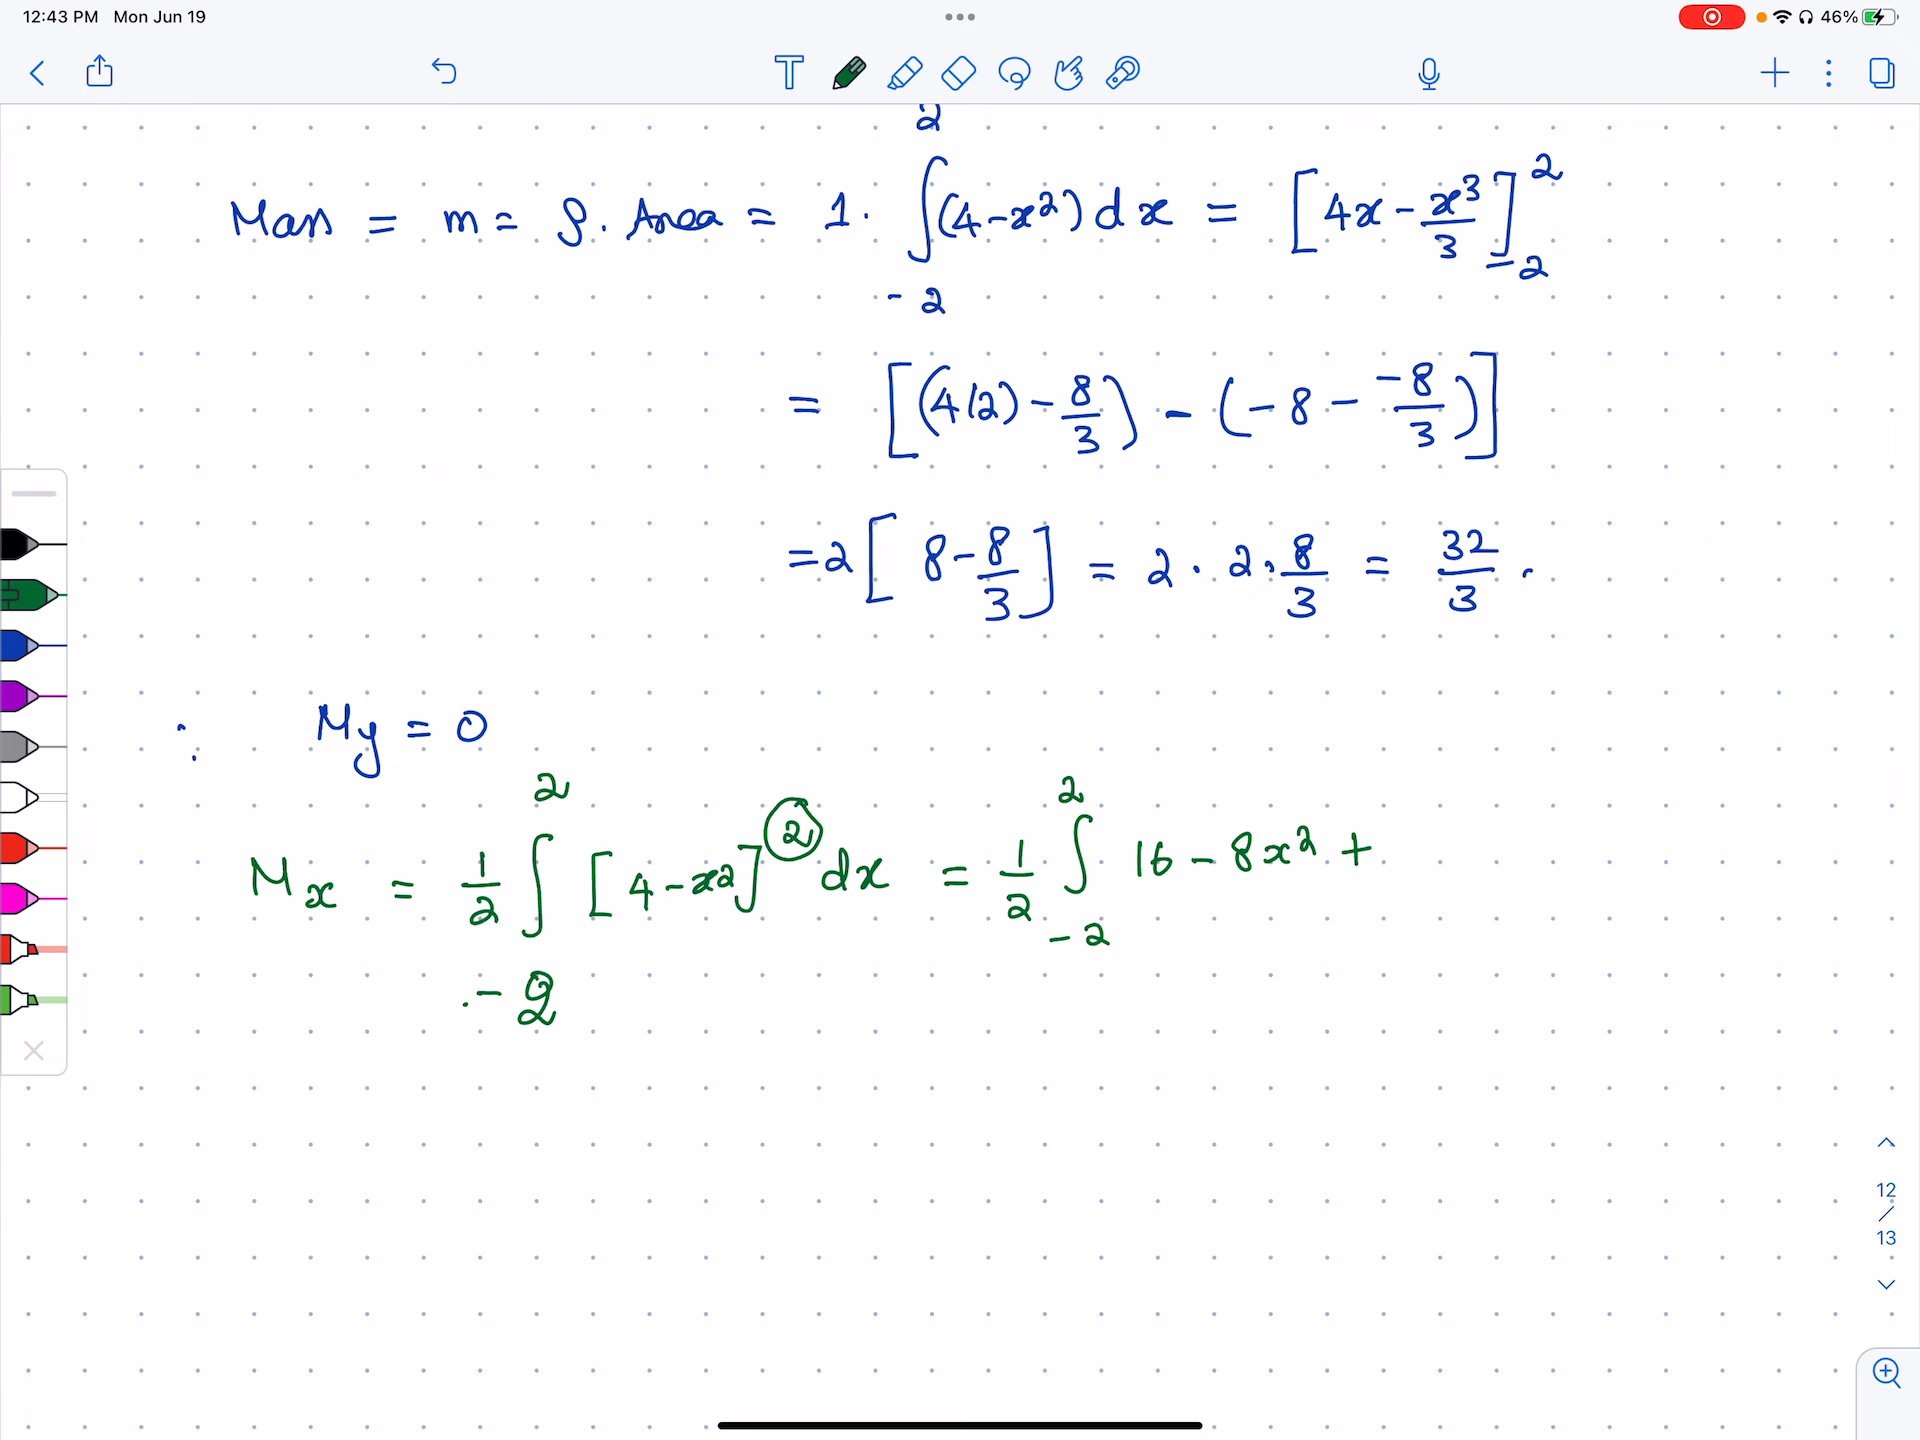 12:43 PM Mon Jun 19
46%
T
Mass = m = ρ. Area = 1. ∫_{-2}^{2} (4-x²) dx = [4x - x³/3]_{-2}^{2}
= [(4(2) - 8/3) - (-8 - -8/3)]
= 2[8 - 8/3] = 2 · 2 · 8/3 = 32/3 .
My = 0
Mx = 1/2 ∫_{-2}^{2} [4-x²]² dx = 1/2 ∫_{-2}^{2} 16 - 8x² +
12
/
13